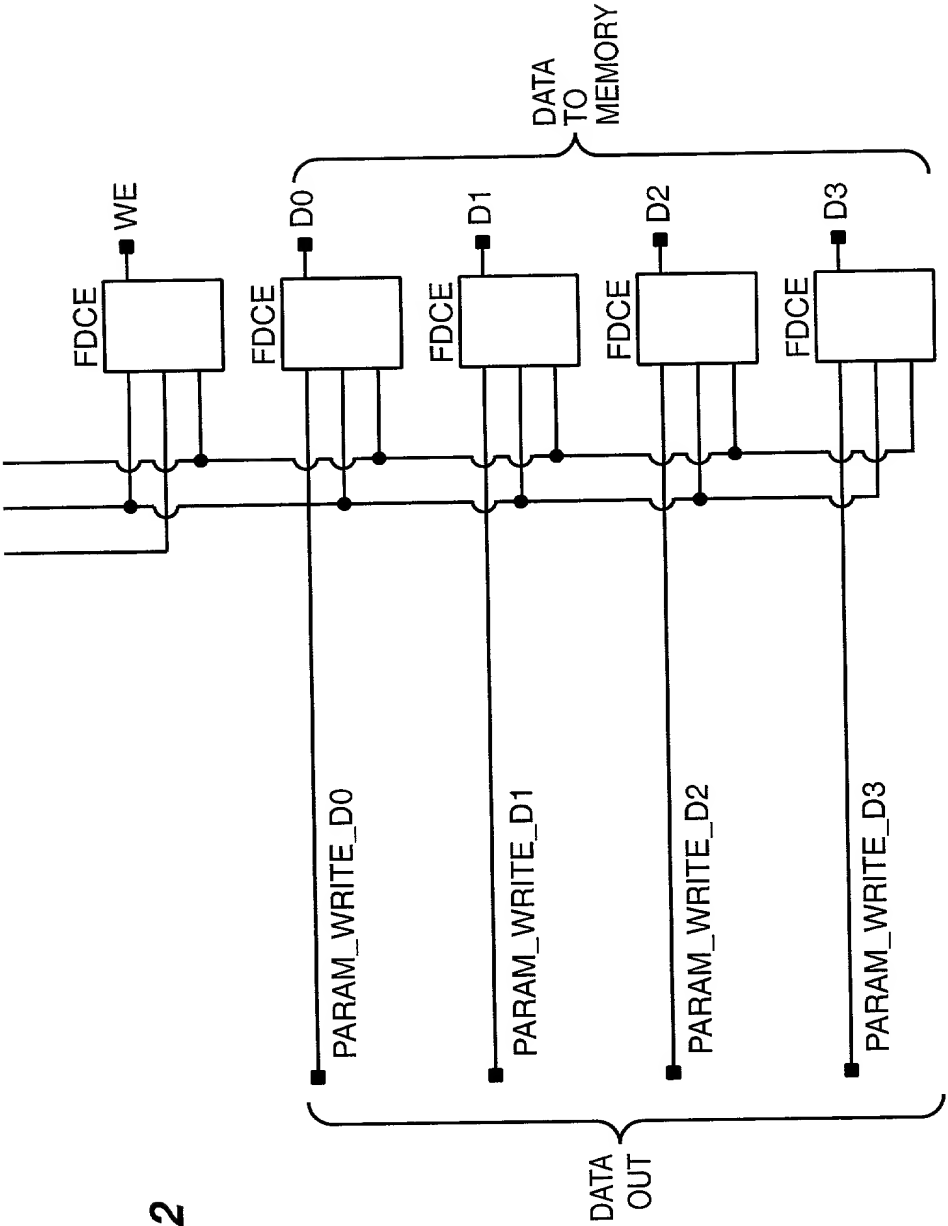 FDCE
WE
FDCE
D0
DATA
TO
MEMORY
FDCE
D1
FDCE
D2
FDCE
D3
PARAM_WRITE_D0
PARAM_WRITE_D1
PARAM_WRITE_D2
PARAM_WRITE_D3
DATA
OUT
2